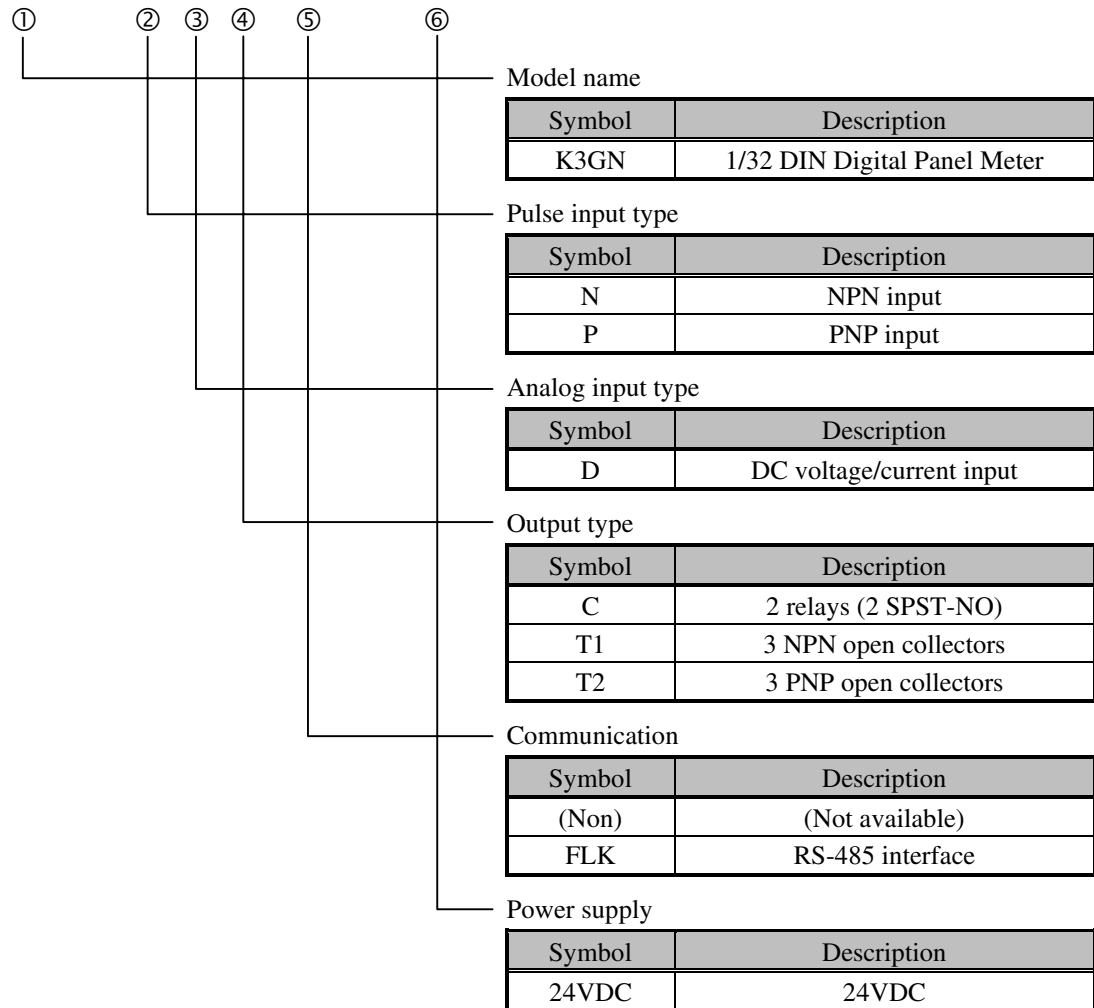 ① ② ③ ④ ⑤ ⑥
Model name
Symbol Description
K3GN 1/32 DIN Digital Panel Meter
Pulse input type
Symbol Description
N NPN input
P PNP input
Analog input type
Symbol Description
D DC voltage/current input
Output type
Symbol Description
C 2 relays (2 SPST-NO)
T1 3 NPN open collectors
T2 3 PNP open collectors
Communication
Symbol Description
(Non) (Not available)
FLK RS-485 interface
Power supply
Symbol Description
24VDC 24VDC